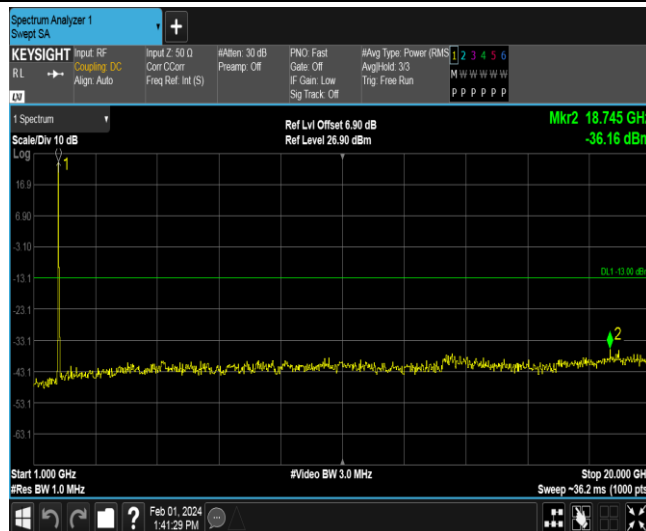 Spectrum Analyzer 1
Swept SA
+
KEYSIGHT
RL
LXI
Input: RF
Coupling: DC
Align: Auto
Input Z: 50 Ω
Corr CCorr
Freq Ref: Int (S)
#Atten: 30 dB
Preamp: Off
PNO: Fast
Gate: Off
IF Gain: Low
Sig Track: Off
#Avg Type: Power (RMS
Avg|Hold: 3/3
Trig: Free Run
1 2 3 4 5 6
M W W W W W
P P P P P P
1 Spectrum
Scale/Div 10 dB
Log
Ref Lvl Offset 6.90 dB
Ref Level 26.90 dBm
Mkr2 18.745 GHz
-36.16 dBm
1
16.9
6.90
-3.10
-13.1
DL1 -13.00 dBm
-23.1
-33.1
2
-43.1
-53.1
-63.1
Start 1.000 GHz
#Res BW 1.0 MHz
#Video BW 3.0 MHz
Stop 20.000 GHz
Sweep ~36.2 ms (1000 pts
?
Feb 01, 2024
1:41:29 PM